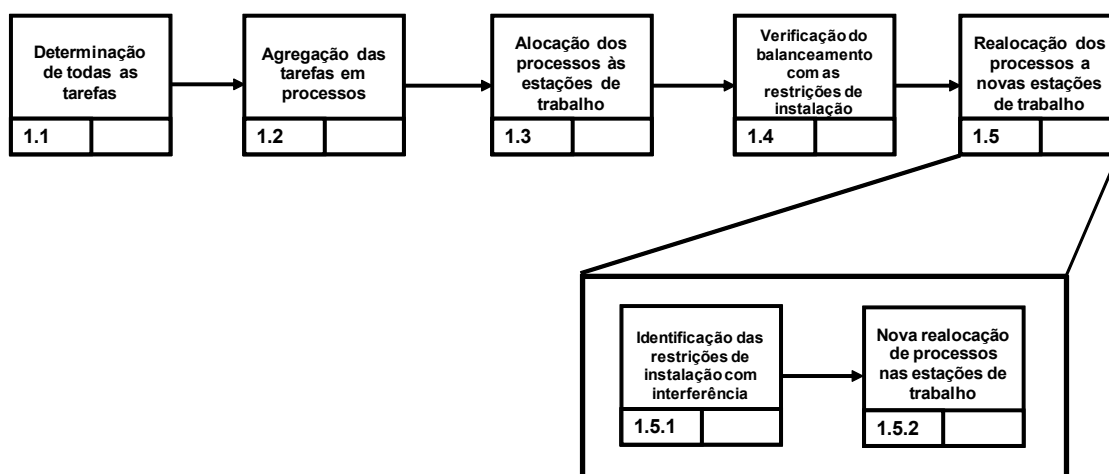 Determinação
de todas as
tarefas
1.1
Agregação das
tarefas em
processos
1.2
Alocação dos
processos às
estações de
trabalho
1.3
Verificação do
balanceamento
com as
restrições de
instalação
1.4
Realocação dos
processos a
novas estações
de trabalho
1.5
Identificação das
restrições de
instalação com
interferência
1.5.1
Nova realocação
de processos
nas estações de
trabalho
1.5.2